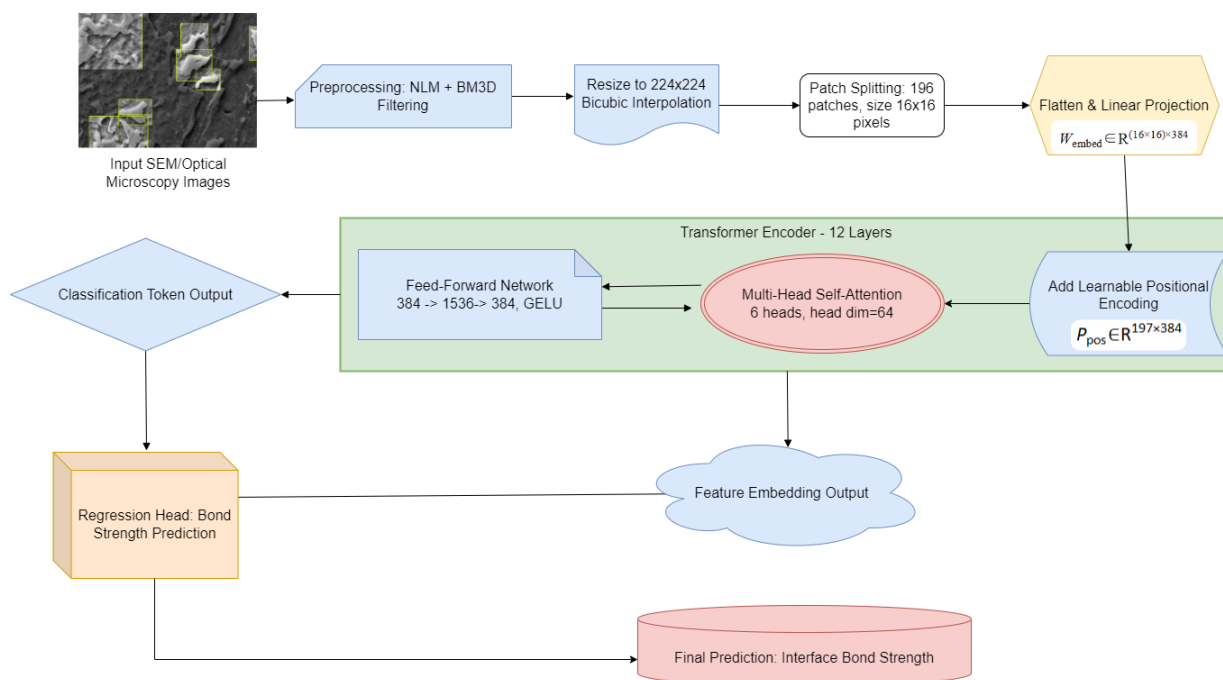 Input SEM/Optical
Microscopy Images
Preprocessing: NLM + BM3D
Filtering
Resize to 224x224
Bicubic Interpolation
Patch Splitting: 196
patches, size 16x16
pixels
Flatten & Linear Projection
W_embed∈R^(16×16)×384
Transformer Encoder - 12 Layers
Classification Token Output
Feed-Forward Network
384 -> 1536-> 384, GELU
Multi-Head Self-Attention
6 heads, head dim=64
Add Learnable Positional
Encoding
P_pos∈R^197×384
Regression Head: Bond
Strength Prediction
Feature Embedding Output
Final Prediction: Interface Bond Strength